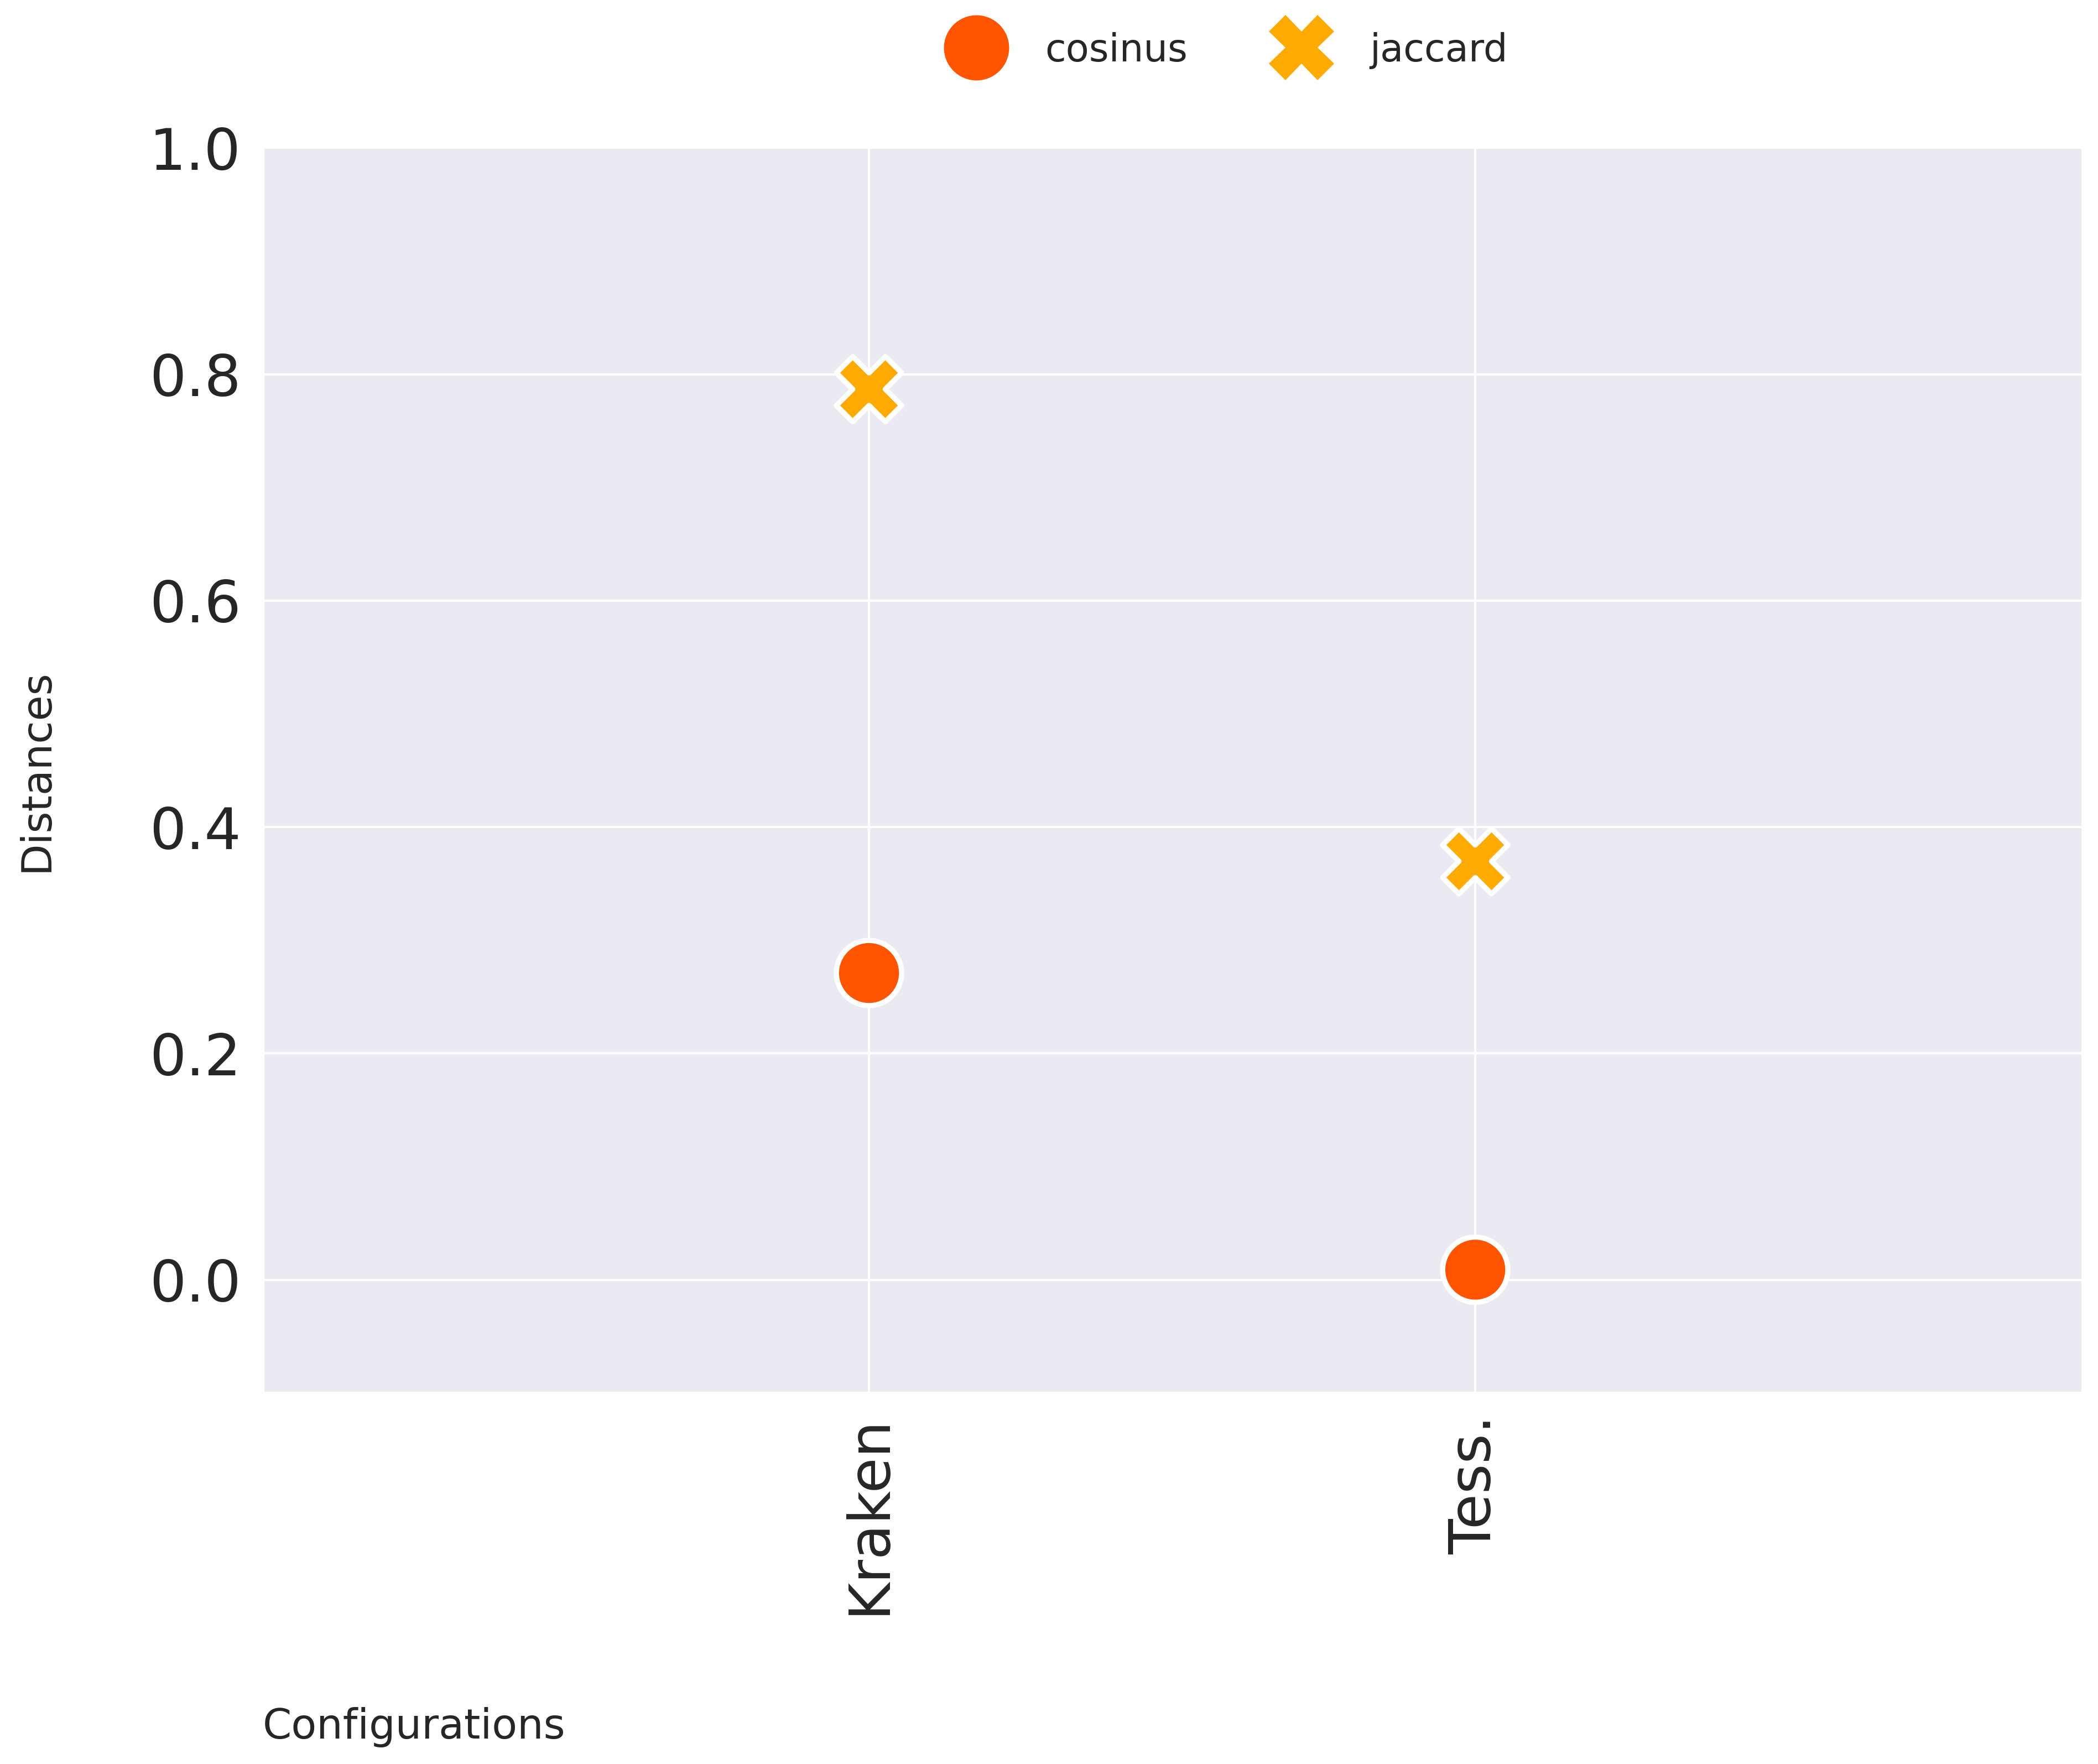 cosinus jaccard
1.0
0.8
0.6
0.4
0.2
0.0
Distances
Kraken
Tess.
Configurations